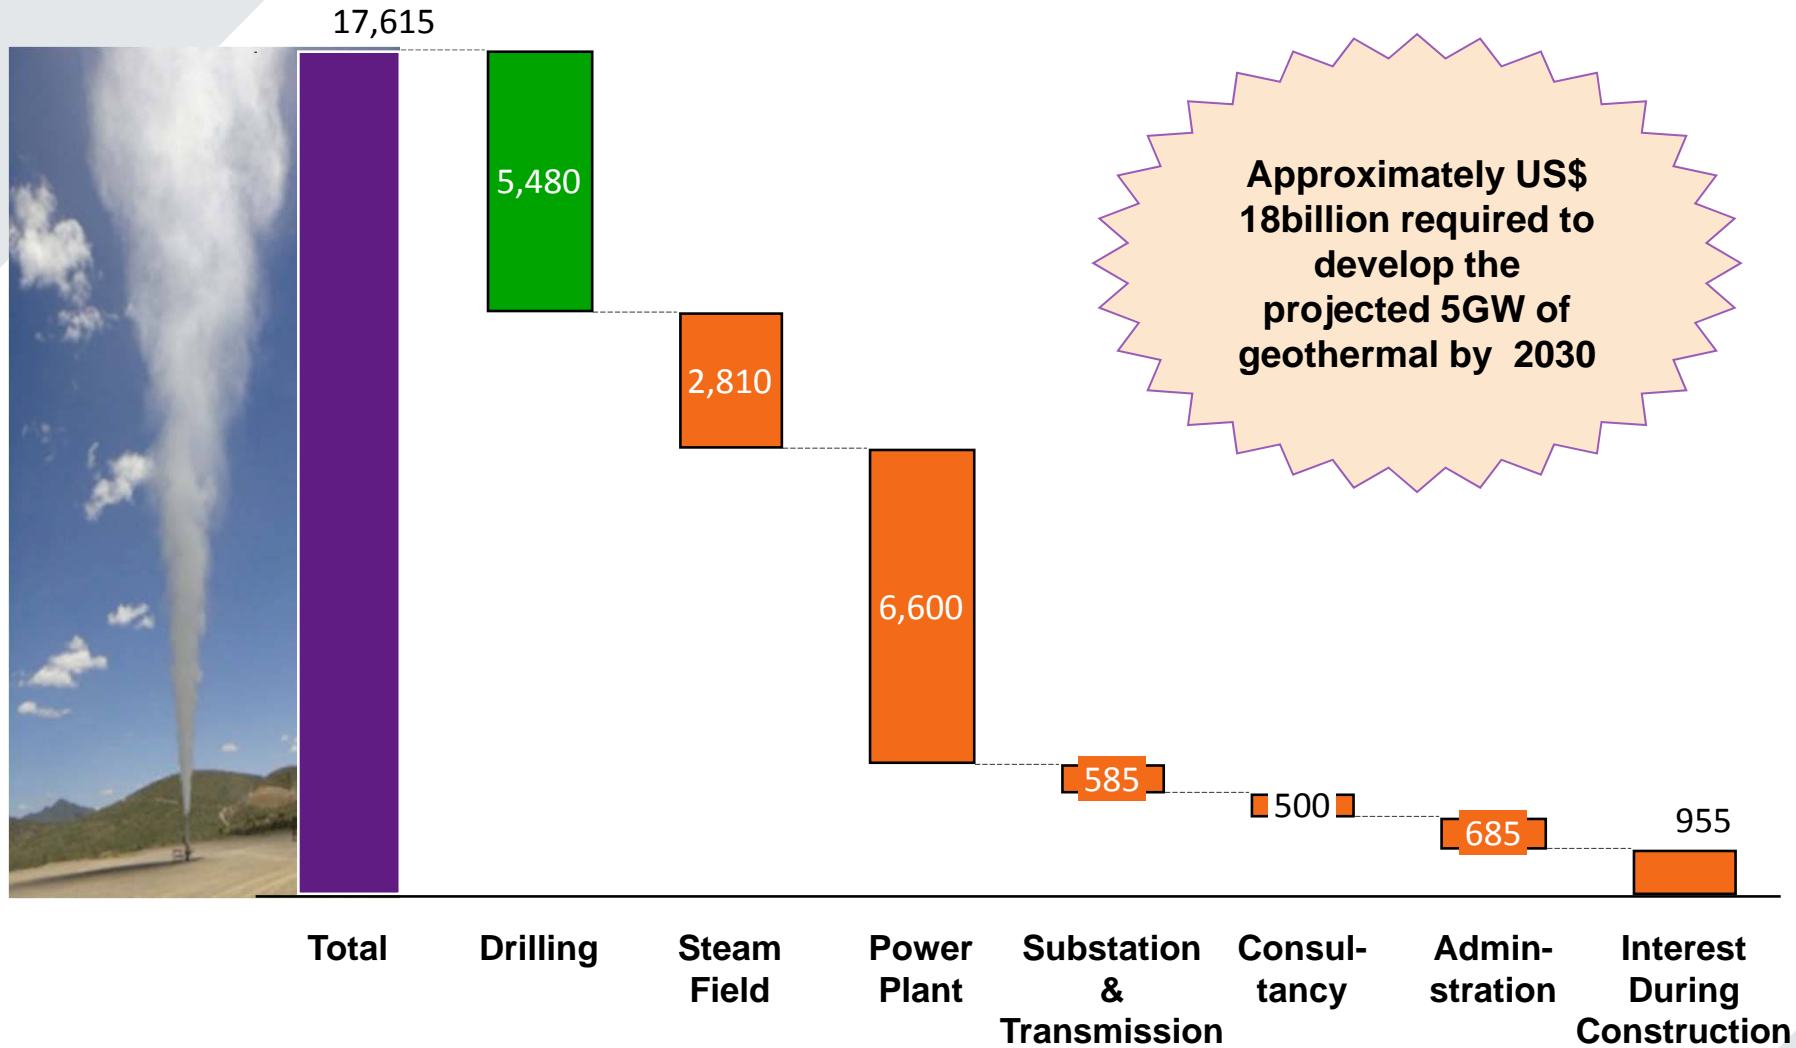 17,615
5,480
2,810
6,600
585
500
685
955
Approximately US$
18billion required to
develop the
projected 5GW of
geothermal by  2030
Total
Drilling
Steam
Field
Power
Plant
Substation
&
Transmission
Consul-
tancy
Admin-
stration
Interest
During
Construction